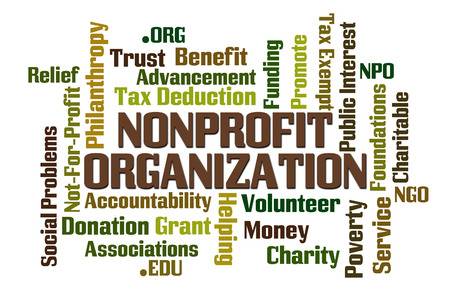 .ORG
Trust
Benefit
Relief
Advancement
Tax Deduction
Philanthropy
Not-For-Profit
Social Problems
Funding
Promote
Tax Exempt
Public Interest
NPO
Foundations
Charitable
NONPROFIT
ORGANIZATION
NGO
Accountability
Helping
Volunteer
Donation
Grant
Money
Poverty
Service
Associations
Charity
.EDU